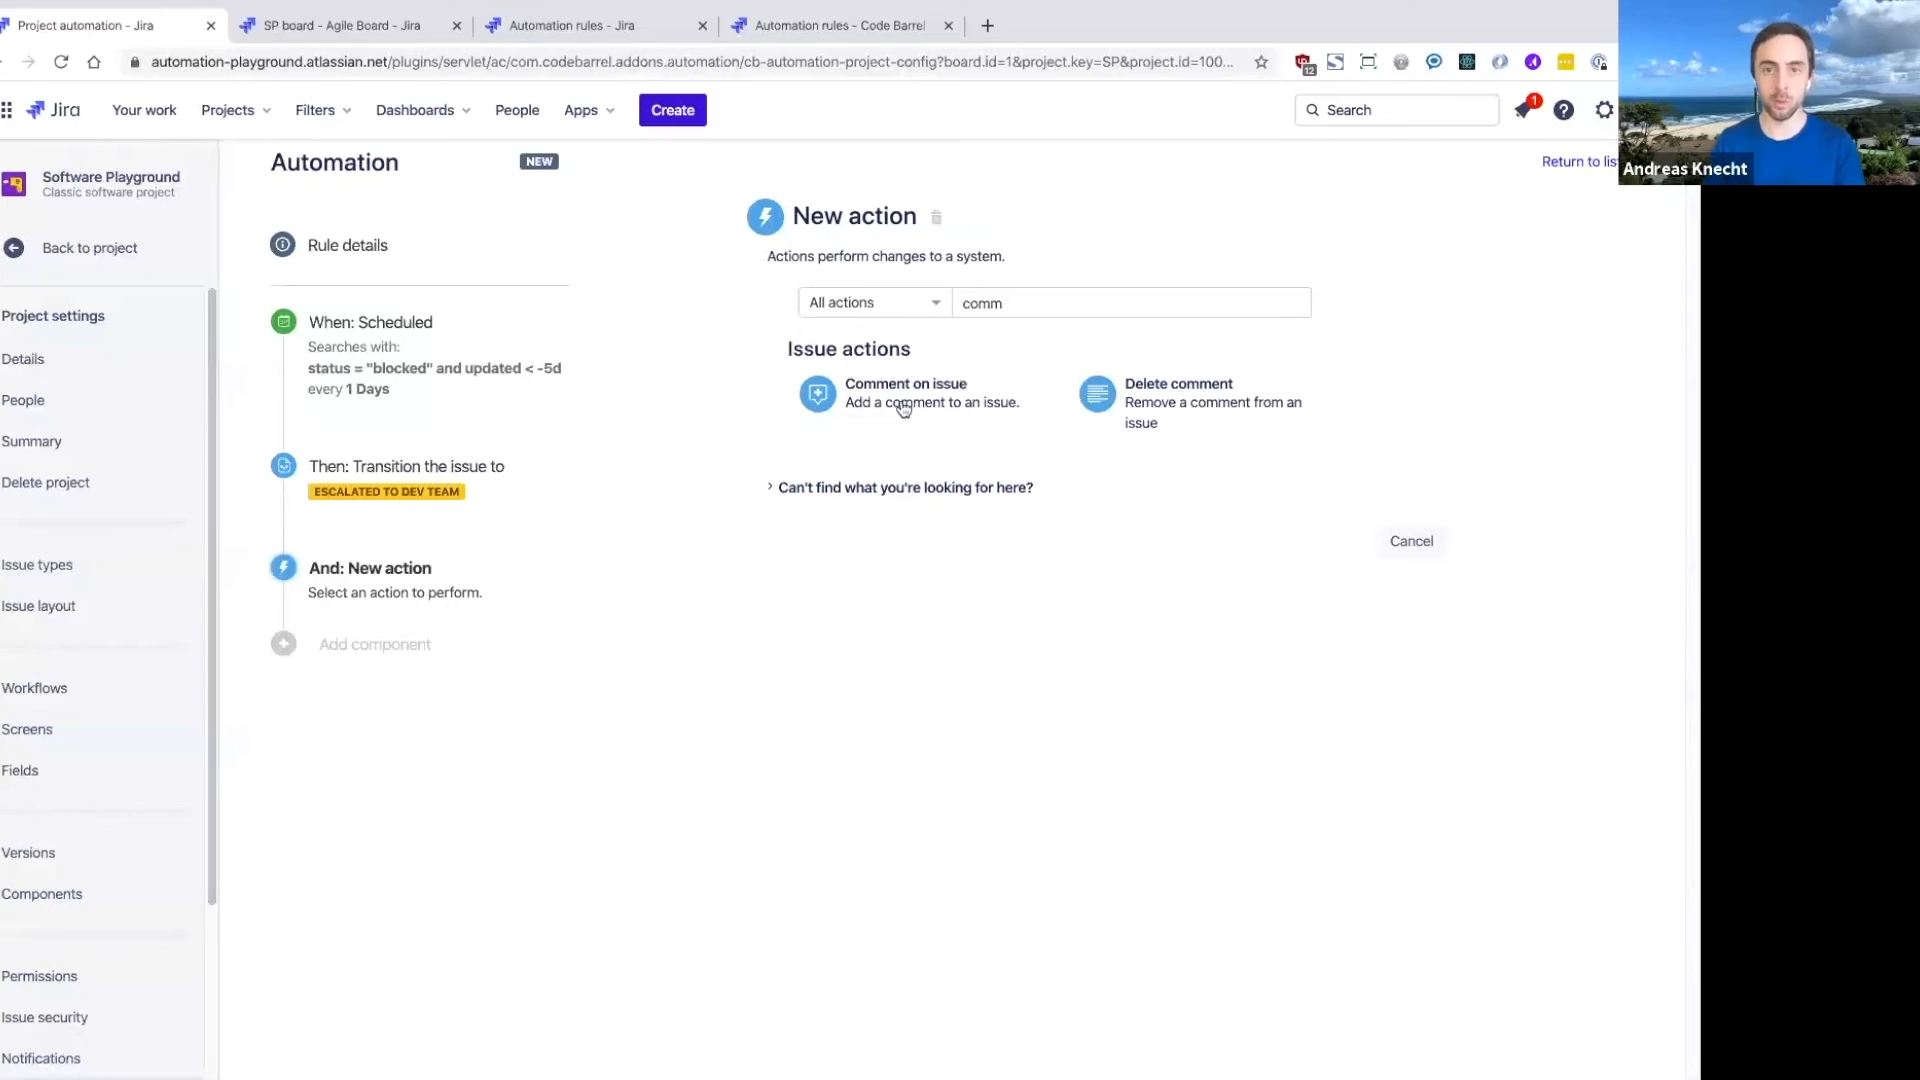 Project automation - Jira
SP board - Agile Board - Jira
Automation rules - Jira
Automation rules - Code Barrel
automation-playground.atlassian.net/plugins/servlet/ac/com.codebarrel.addons.automation/cb-automation-project-config?board.id=1&project.key=SP&project.id=100...
12
Jira
Your work
Projects
Filters
Dashboards
People
Apps
Create
Search
1
Andreas Knecht
Software Playground
Classic software project
Back to project
Project settings
Details
People
Summary
Delete project
Issue types
Issue layout
Workflows
Screens
Fields
Versions
Components
Permissions
Issue security
Notifications
Automation
NEW
Return to lis
Rule details
When: Scheduled
Searches with:
status = "blocked" and updated < -5d
every 1 Days
Then: Transition the issue to
ESCALATED TO DEV TEAM
And: New action
Select an action to perform.
Add component
New action
Actions perform changes to a system.
All actions
comm
Issue actions
Comment on issue
Add a comment to an issue.
Delete comment
Remove a comment from an
issue
Can't find what you're looking for here?
Cancel